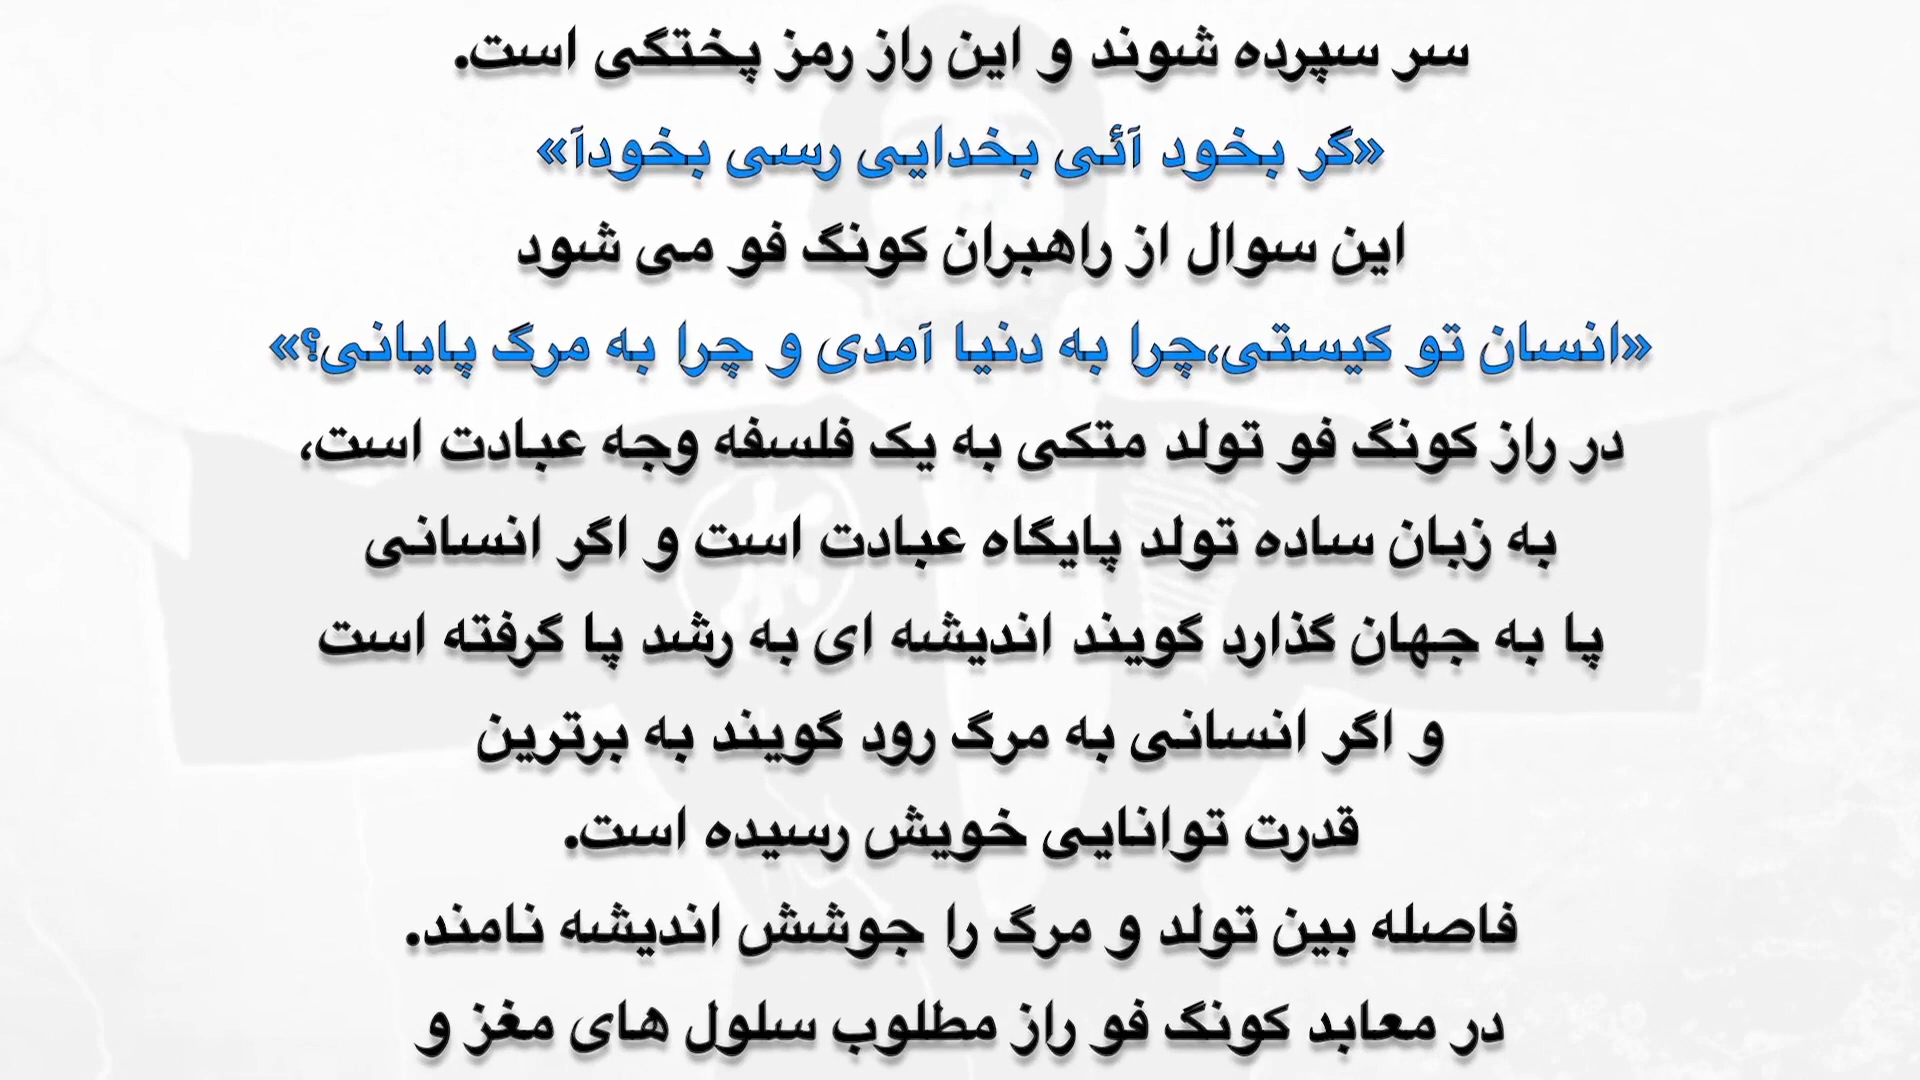 سر سپرده شوند و این راز رمز پختگی است.
«گر بخود آئی بخدایی رسی بخودآ»
این سوال از راهبران کونگ فو می شود
«انسان تو کیستی،چرا به دنیا آمدی و چرا به مرگ پایانی؟»
در راز کونگ فو تولد متکی به یک فلسفه وجه عبادت است،
به زبان ساده تولد پایگاه عبادت است و اگر انسانی
پا به جهان گذارد گویند اندیشه ای به رشد پا گرفته است
و اگر انسانی به مرگ رود گویند به برترین
قدرت توانایی خویش رسیده است.
فاصله بین تولد و مرگ را جوشش اندیشه نامند.
در معابد کونگ فو راز مطلوب سلول های مغز و